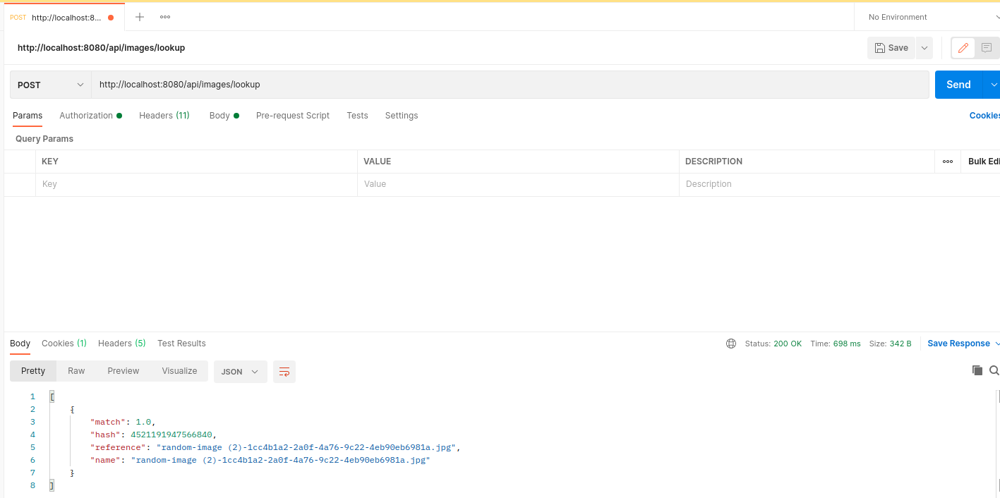 POST http://localhost:8... No Environment
http://localhost:8080/api/images/lookup Save
POST http://localhost:8080/api/images/lookup Send
Params Authorization Headers (11) Body Pre-request Script Tests Settings Cookies
Query Params
KEY VALUE DESCRIPTION Bulk Edi
Key Value Description
Body Cookies (1) Headers (5) Test Results Status: 200 OK Time: 698 ms Size: 342 B Save Response
Pretty Raw Preview Visualize JSON
1 [
2 {
3 "match": 1.0,
4 "hash": 4521191947566840,
5 "reference": "random-image (2)-1cc4b1a2-2a0f-4a76-9c22-4eb90eb6981a.jpg",
6 "name": "random-image (2)-1cc4b1a2-2a0f-4a76-9c22-4eb90eb6981a.jpg"
7 }
8 ]